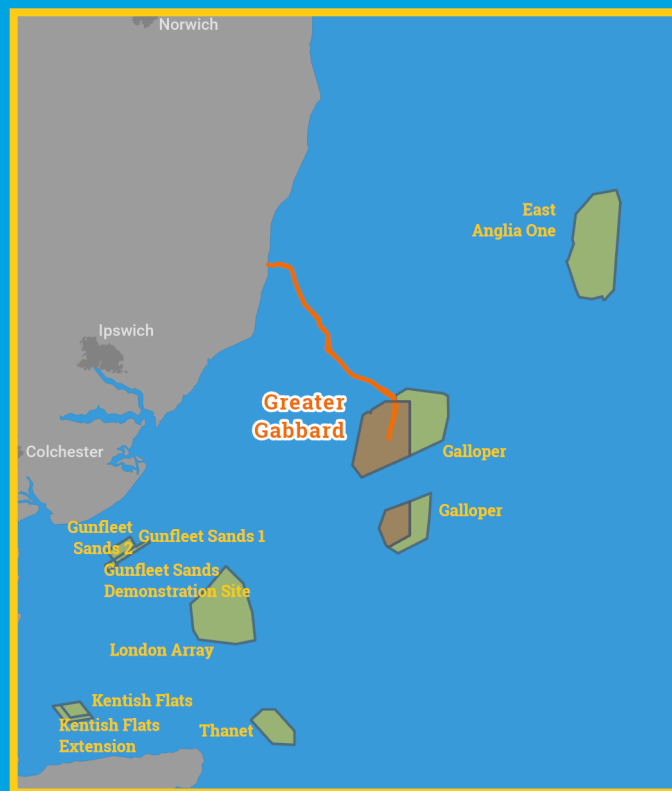 Norwich
East
Anglia One
Ipswich
Greater
Gabbard
Colchester
Galloper
Galloper
Gunfleet
Sands 2
Gunfleet Sands 1
Gunfleet Sands
Demonstration Site
London Array
Kentish Flats
Kentish Flats
Extension
Thanet